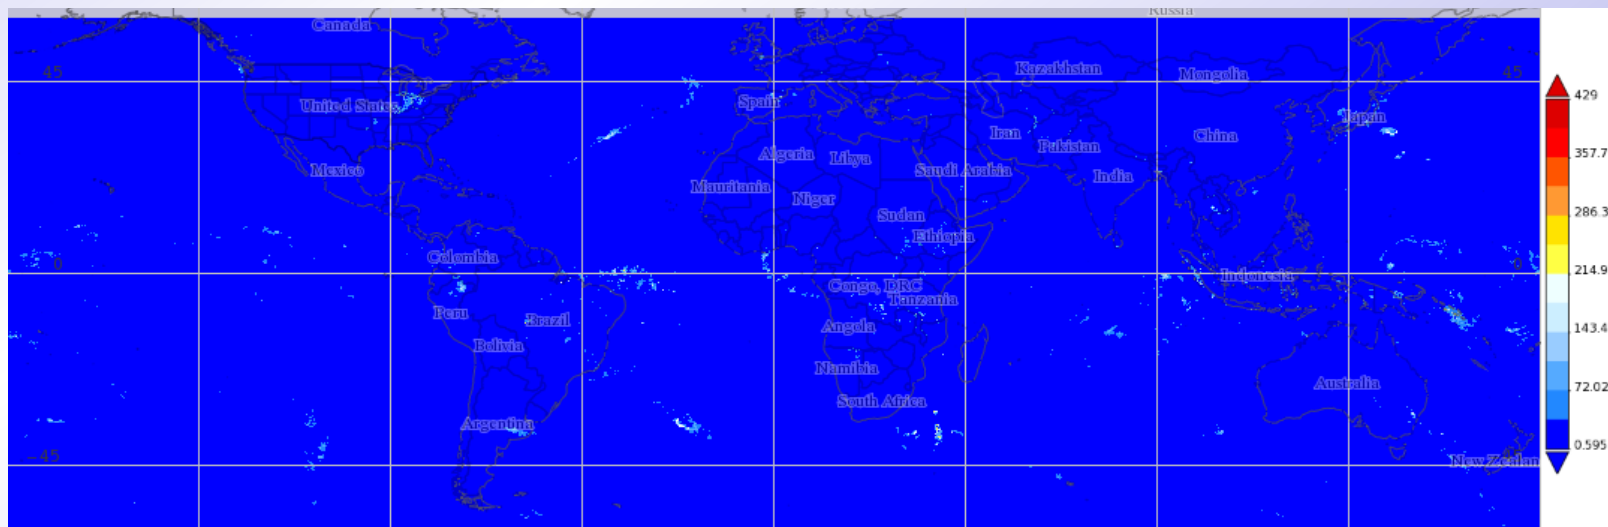 Russia
Canada
45
Kazakhstan
Mongolia
45
429
United States
Spain
Japan
Iran
China
357.7
Mexico
Algeria
Libya
Pakistan
Mauritania
Saudi Arabia
India
Niger
Sudan
286.3
Ethiopia
Colombia
0
0
214.9
Congo, DRC
Indonesia
Tanzania
Peru
Brazil
Angola
143.4
Bolivia
Namibia
Australia
72.02
South Africa
Argentina
0.595
-45
New Zealan